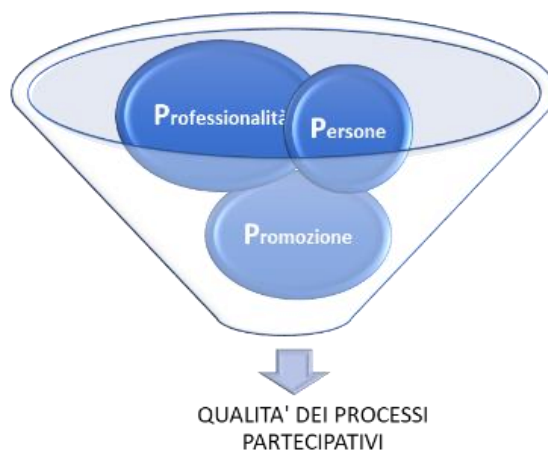 Professionalità
Persone
Promozione
QUALITA' DEI PROCESSI
PARTECIPATIVI